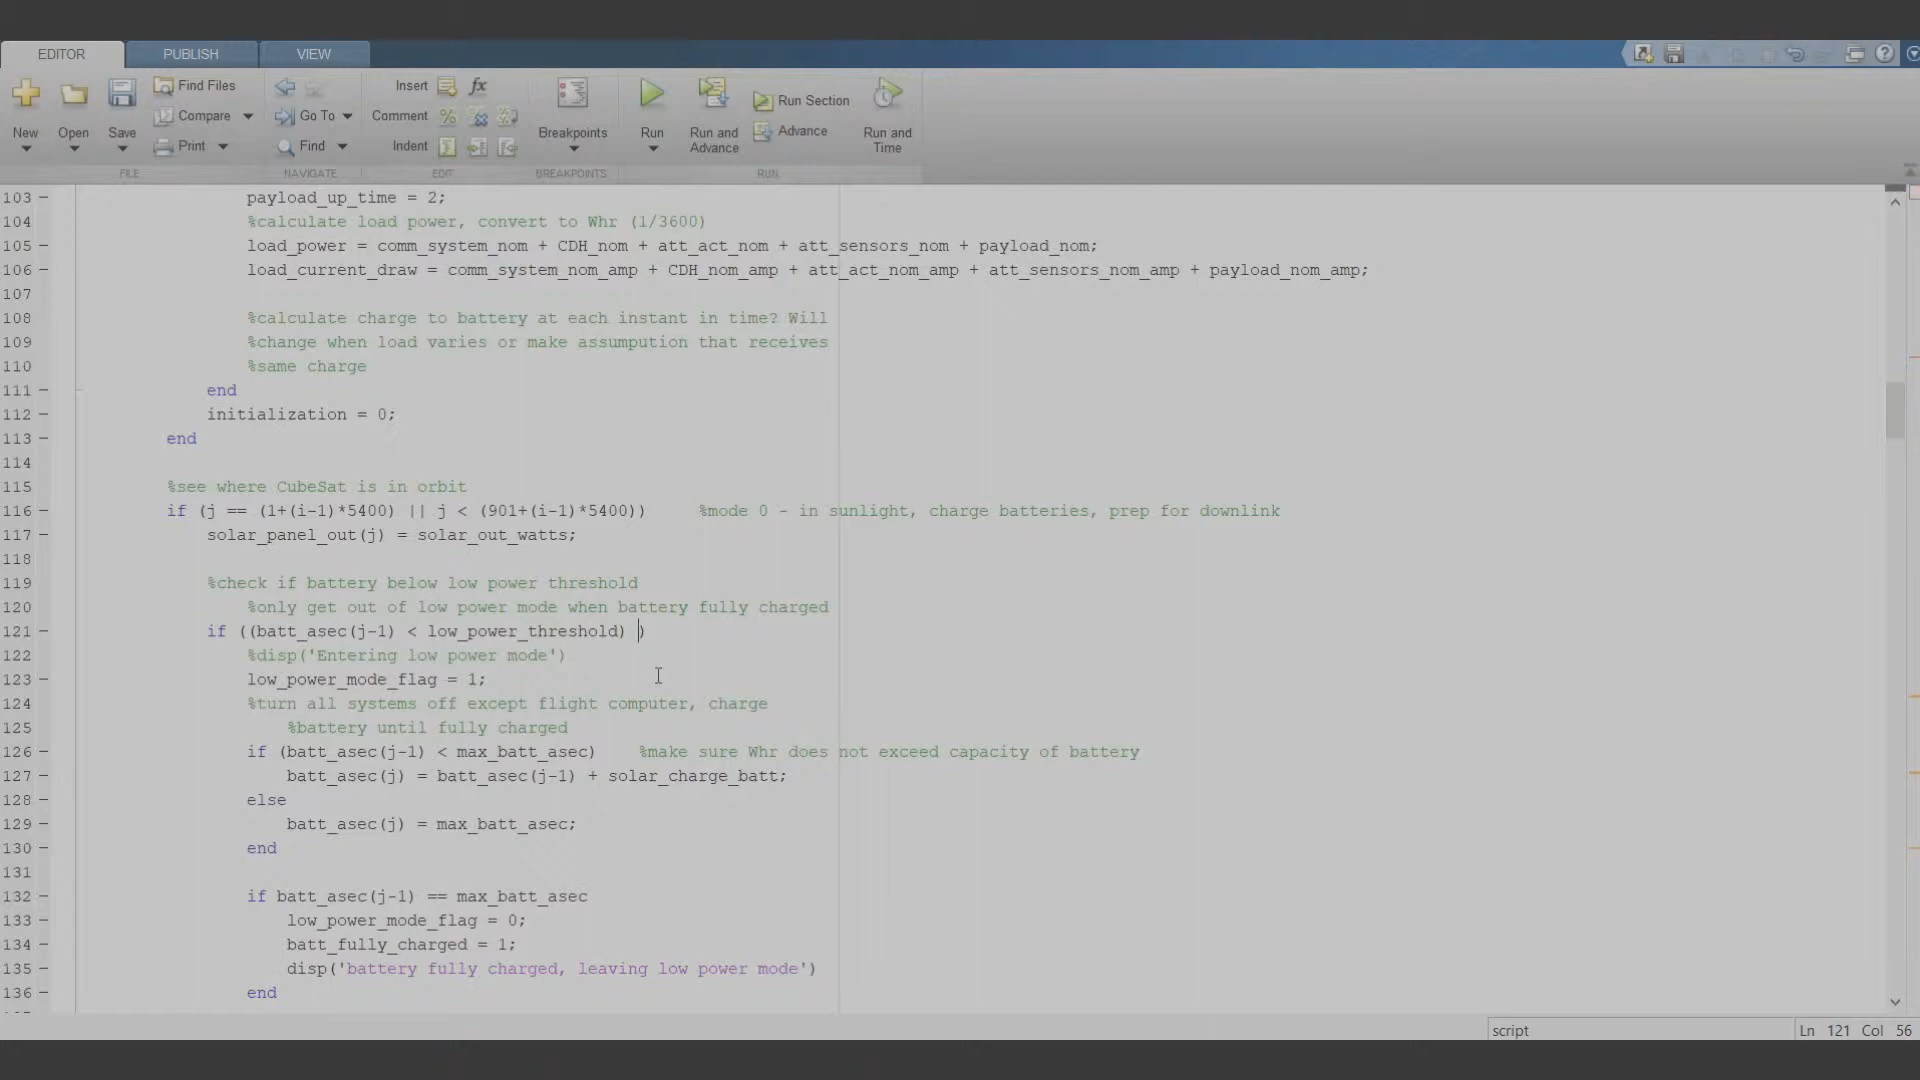 EDITOR PUBLISH VIEW
New Open Save Find Files Compare Print Go To Find Insert fx Comment Indent Breakpoints Run Run and Advance Run Section Advance Run and Time
FILE NAVIGATE EDIT BREAKPOINTS RUN
103 payload_up_time = 2;
104 %calculate load power, convert to Whr (1/3600)
105 load_power = comm_system_nom + CDH_nom + att_act_nom + att_sensors_nom + payload_nom;
106 load_current_draw = comm_system_nom_amp + CDH_nom_amp + att_act_nom_amp + att_sensors_nom_amp + payload_nom_amp;
107
108 %calculate charge to battery at each instant in time? Will
109 %change when load varies or make assumpution that receives
110 %same charge
111 end
112 initialization = 0;
113 end
114
115 %see where CubeSat is in orbit
116 if (j == (1+(i-1)*5400) || j < (901+(i-1)*5400)) %mode 0 - in sunlight, charge batteries, prep for downlink
117 solar_panel_out(j) = solar_out_watts;
118
119 %check if battery below low power threshold
120 %only get out of low power mode when battery fully charged
121 if ((batt_asec(j-1) < low_power_threshold) )
122 %disp('Entering low power mode')
123 low_power_mode_flag = 1;
124 %turn all systems off except flight computer, charge
125 %battery until fully charged
126 if (batt_asec(j-1) < max_batt_asec) %make sure Whr does not exceed capacity of battery
127 batt_asec(j) = batt_asec(j-1) + solar_charge_batt;
128 else
129 batt_asec(j) = max_batt_asec;
130 end
131
132 if batt_asec(j-1) == max_batt_asec
133 low_power_mode_flag = 0;
134 batt_fully_charged = 1;
135 disp('battery fully charged, leaving low power mode')
136 end
script Ln 121 Col 56